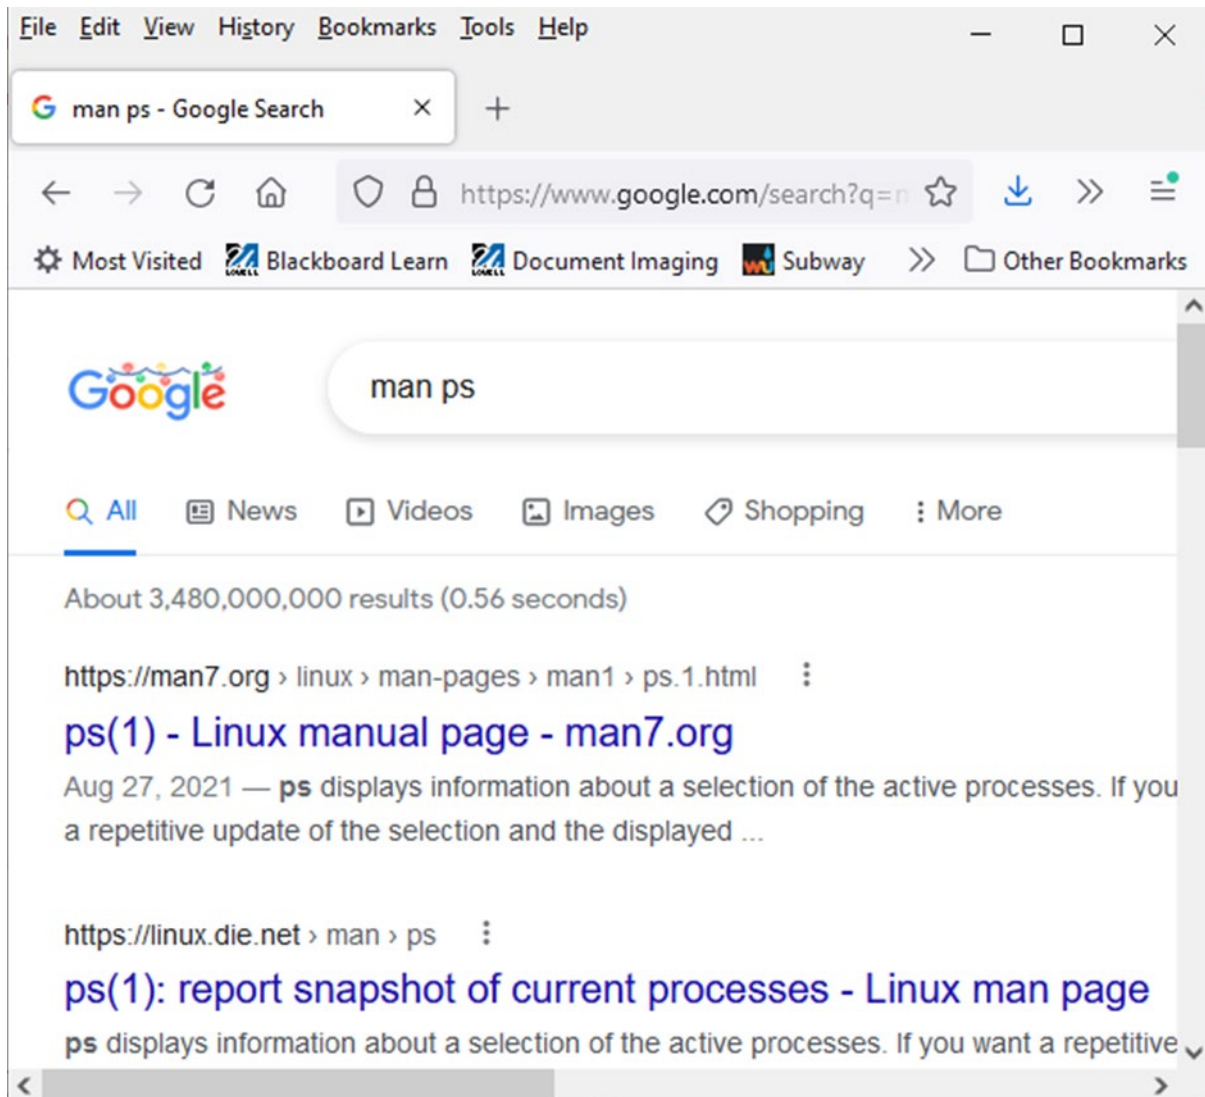 File Edit View History Bookmarks Tools Help
man ps - Google Search
https://www.google.com/search?q=
Most Visited Blackboard Learn Document Imaging Subway Other Bookmarks
Google man ps
All News Videos Images Shopping More
About 3,480,000,000 results (0.56 seconds)
https://man7.org › linux › man-pages › man1 › ps.1.html
ps(1) - Linux manual page - man7.org
Aug 27, 2021 — ps displays information about a selection of the active processes. If you
a repetitive update of the selection and the displayed ...
https://linux.die.net › man › ps
ps(1): report snapshot of current processes - Linux man page
ps displays information about a selection of the active processes. If you want a repetitive